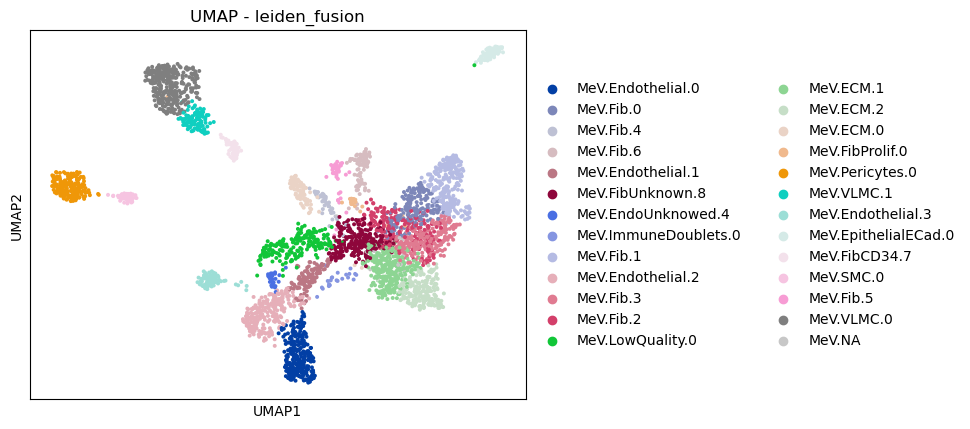 UMAP - leiden_fusion
UMAP2
UMAP1
MeV.Endothelial.0
MeV.Fib.0
MeV.Fib.4
MeV.Fib.6
MeV.Endothelial.1
MeV.FibUnknown.8
MeV.EndoUnknowed.4
MeV.ImmuneDoublets.0
MeV.Fib.1
MeV.Endothelial.2
MeV.Fib.3
MeV.Fib.2
MeV.LowQuality.0
MeV.ECM.1
MeV.ECM.2
MeV.ECM.0
MeV.FibProlif.0
MeV.Pericytes.0
MeV.VLMC.1
MeV.Endothelial.3
MeV.EpithelialECad.0
MeV.FibCD34.7
MeV.SMC.0
MeV.Fib.5
MeV.VLMC.0
MeV.NA